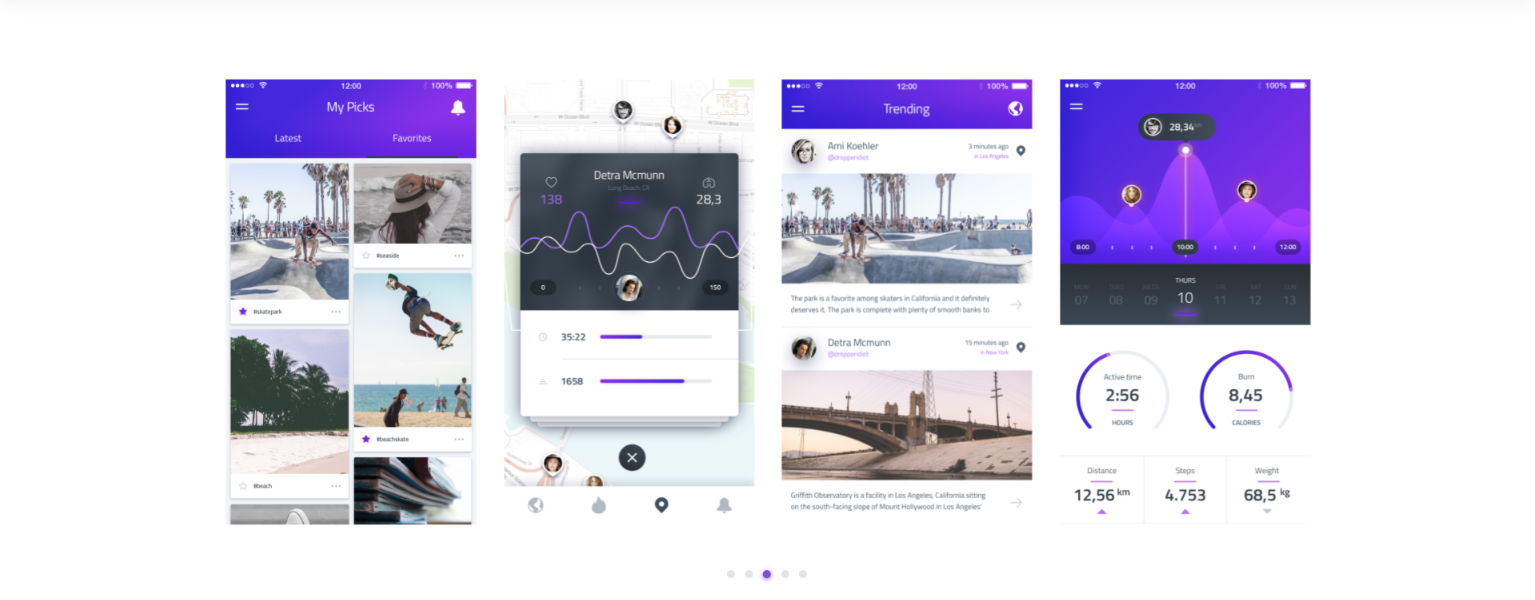 12:00
100%
My Picks
Latest
Favorites
#skatepark
#seaside
#beachskate
#beach
W Ocean Blvd
W Ocean Blvd
Detra Mcmunn
Long Beach, CA
138
28,3
0
150
35:22
1658
12:00
100%
Trending
Ami Koehler
@dropperidiot
3 minutes ago
in Los Angeles
The park is a favorite among skaters in California and it definitely
deserves it. The park is complete with plenty of smooth banks to
Detra Mcmunn
15 minutes ago
in New York
Griffith Observatory is a facility in Los Angeles, California sitting
on the south-facing slope of Mount Hollywood in Los Angeles'
12:00
100%
28,34
8:00
10:00
12:00
THURS
MON TUES WEDS FRI SAT SUN
07 08 09 10 11 12 13
Active time
2:56
HOURS
Burn
8,45
CALORIES
Distance
12,56 km
Steps
4.753
Weight
68,5 kg